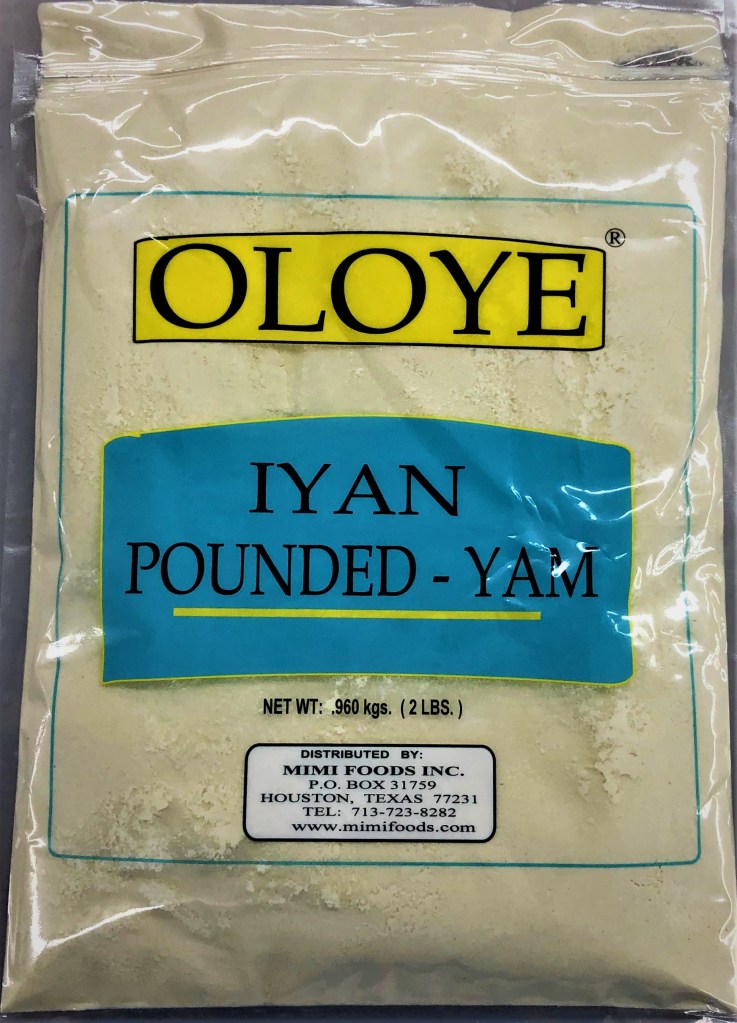 OLOYE ®
IYAN
POUNDED - YAM
NET WT: .960 kgs. ( 2 LBS. )
DISTRIBUTED BY:
MIMI FOODS INC.
P.O. BOX 31759
HOUSTON, TEXAS 77231
TEL: 713-723-8282
www.mimifoods.com